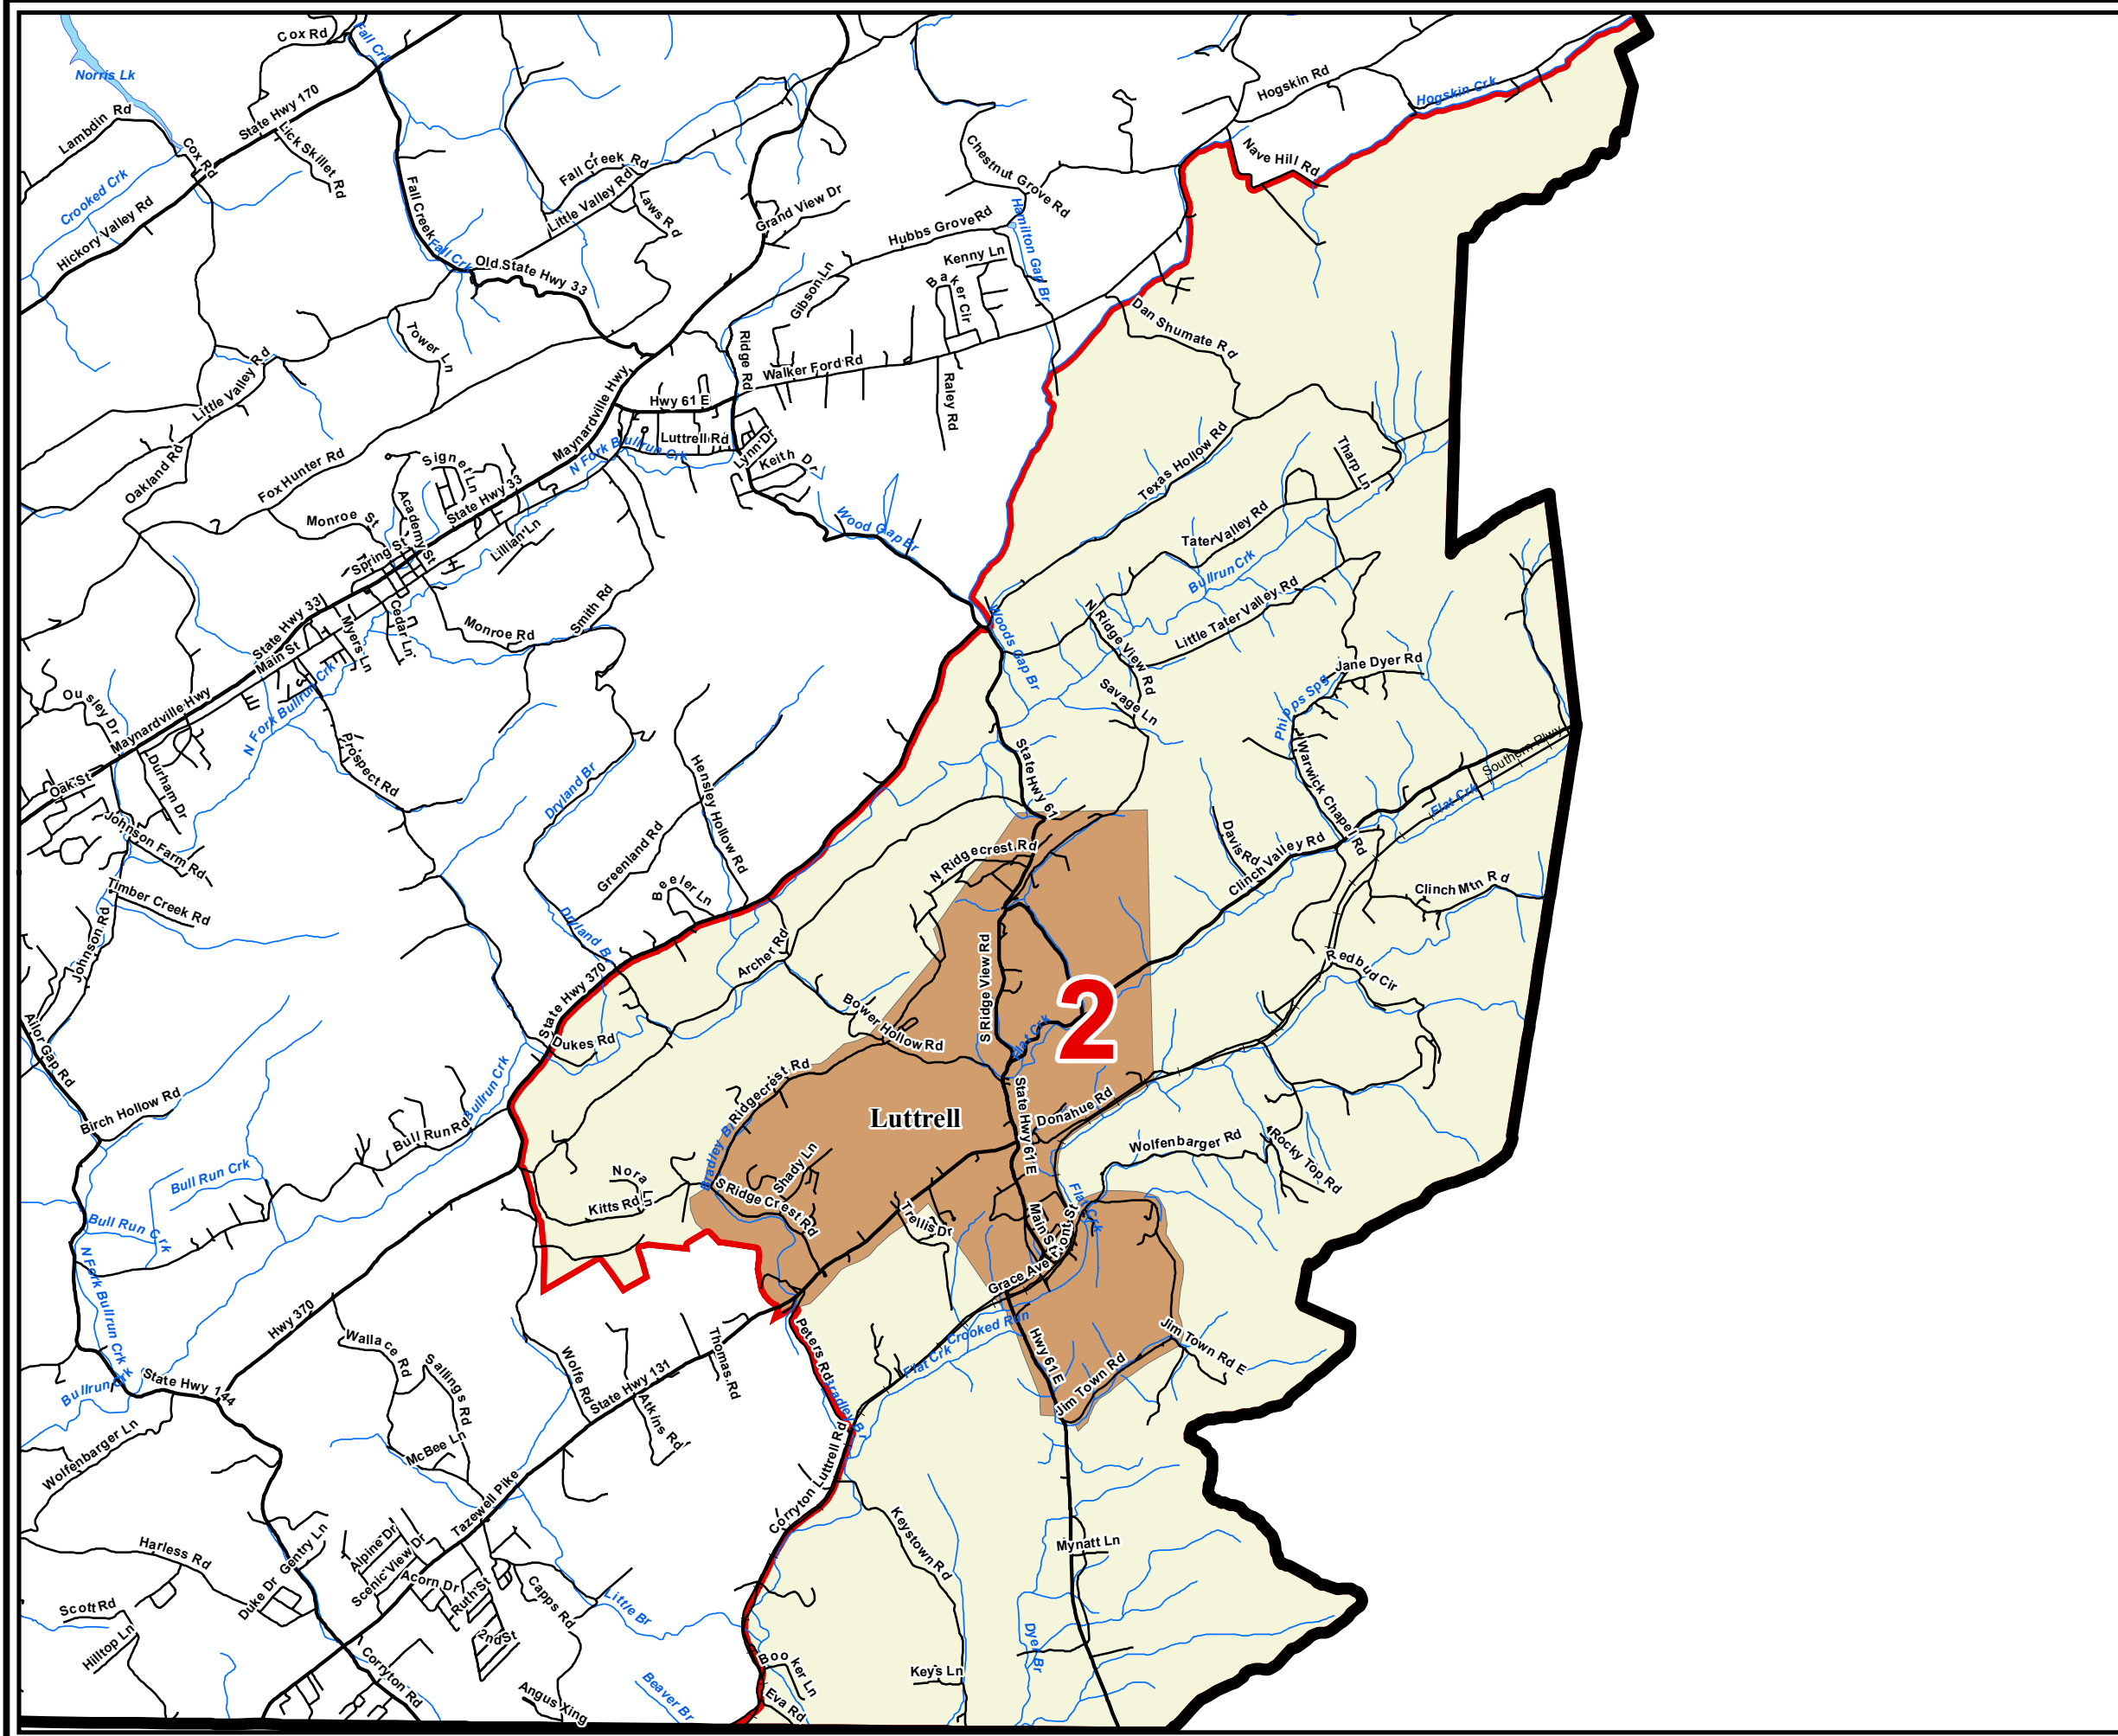 Cox Rd
Fall Crk
Norris Lk
Hogskin Rd
Hogskin Crk
State Hwy 170
Lambdin Rd
Lick Skillet Rd
Cox Rd
Chestnut Grove Rd
Nave Hill Rd
Fall Creek Rd
Little Valley Rd
Crooked Crk
Hickory Valley Rd
Fall Creek
Laws Rd
Grand View Dr
Hubbs Grove Rd
Hamilton Gap Br
Kenny Ln
Fall Crk
Old State Hwy 33
Gibson Ln
Baker Cir
Dan Shumate Rd
Tower Ln
Ridge Rd
Walker Ford Rd
Little Valley Rd
Maynardville Hwy
Hwy 61 E
Raley Rd
Luttrell Rd
Lynn Dr
Keith Dr
N Fork Bullrun Crk
Texas Hollow Rd
Tharp Ln
Oakland Rd
Fox Hunter Rd
Signet Ln
State Hwy 33
Academy St
Monroe St
Spring St
Lillian Ln
Wood Gap Br
Tater Valley Rd
Bullrun Crk
Little Tater Valley Rd
State Hwy 33
Main St
Myers Ln
Cedar Ln
Monroe Rd
Smith Rd
Woods Gap Br
N Ridge View Rd
Jane Dyer Rd
Phipps Spg
Savage Ln
Ousley Dr
Maynardville Hwy
N Fork Bullrun Crk
Oak St
Durham Dr
Prospect Rd
Dryland Br
Hensley Hollow Rd
State Hwy 61
Warwick Chapel Rd
Southern Rlwy
Flat Crk
Johnson Farm Rd
Greenland Rd
Beeler Ln
N Ridgecrest Rd
Davis Rd
Clinch Valley Rd
Clinch Mtn Rd
Timber Creek Rd
Johnson Rd
Dryland B
Archer Rd
S Ridge View Rd
Redbud Cir
State Hwy 370
Bower Hollow Rd
2
Flat Crk
Dukes Rd
Ailor Gap Rd
Birch Hollow Rd
Bull Run Rd
Bullrun Crk
Ridgecrest Rd
Luttrell
State Hwy 61 E
Donahue Rd
Wolfenbarger Rd
Rocky Top Rd
Bradley Br
Shady Ln
Bull Run Crk
Nora Ln
Kitts Rd
S Ridge Crest Rd
Trellis Dr
Main St
Front St
Flat Crk
Bull Run Crk
N Fork Bullrun Crk
Grace Ave
Crooked Run
Hwy 370
Wallace Rd
Sallings Rd
Wolfe Rd
State Hwy 131
Thomas Rd
Peters Rd
Bradley Br
Flat Crk
Hwy 61 E
Jim Town Rd
Jim Town Rd E
Bullrun Crk
State Hwy 144
Atkins Rd
Wolfenbarger Ln
McBee Ln
Corryton Luttrell Rd
Tazewell Pike
Keystown Rd
Mynatt Ln
Harless Rd
Gentry Ln
Alpine Dr
Scenic View Dr
Acorn Dr
Duke Dr
Ruth St
Capps Rd
Little Br
Scott Rd
Hilltop Ln
2nd St
Dyer Br
Corryton Rd
Booker Ln
Keys Ln
Beaver Br
Angus Xing
Eva Rd